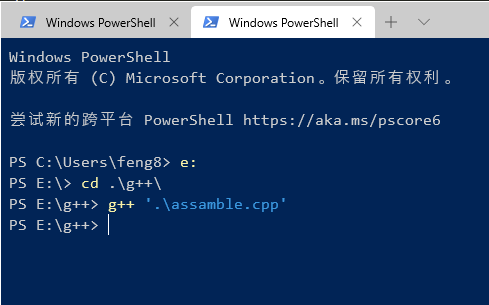 Windows PowerShell
Windows PowerShell
Windows PowerShell
版权所有 (C) Microsoft Corporation。保留所有权利。
尝试新的跨平台 PowerShell https://aka.ms/pscore6
PS C:\Users\feng8> e:
PS E:\> cd .\g++\
PS E:\g++> g++ '.\assamble.cpp'
PS E:\g++>